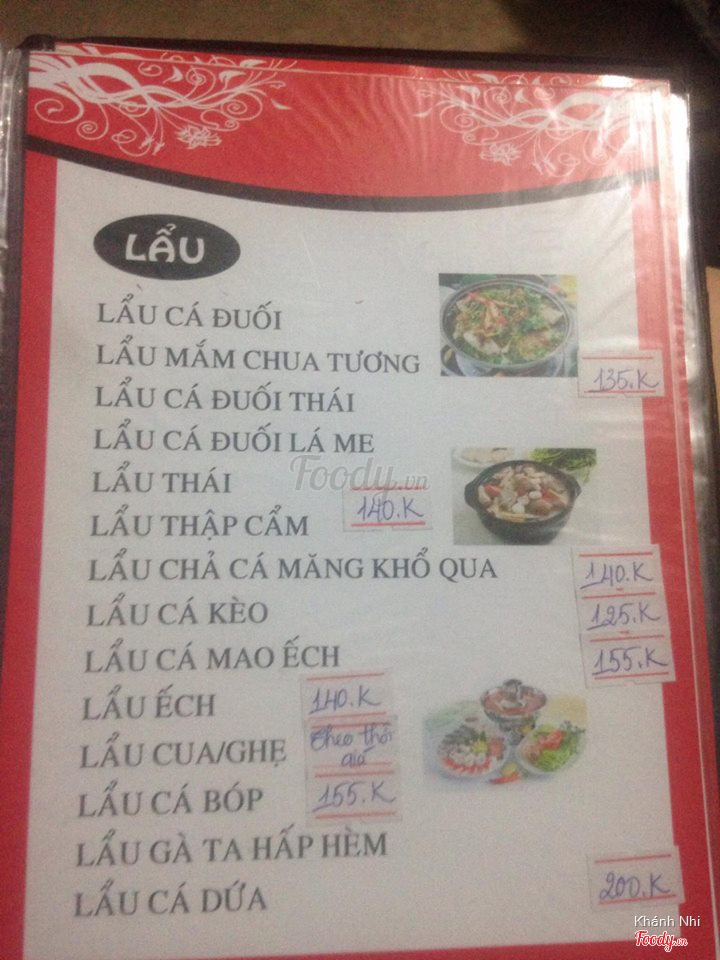 LẨU
LẨU CÁ ĐUỐI
LẨU MẮM CHUA TƯƠNG 135.K
LẨU CÁ ĐUỐI THÁI
LẨU CÁ ĐUỐI LÁ ME
Foody.vn
LẨU THÁI
LẨU THẬP CẨM 140.K
LẨU CHẢ CÁ MĂNG KHỔ QUA 140.K
LẨU CÁ KÈO 125.K
LẨU CÁ MAO ẾCH 155.K
LẨU ẾCH 140.K
LẨU CUA/GHẸ theo thời giá
LẨU CÁ BÓP 155.K
LẨU GÀ TA HẤP HÈM
LẨU CÁ DỨA 200.K
Khánh Nhi
Foody.vn